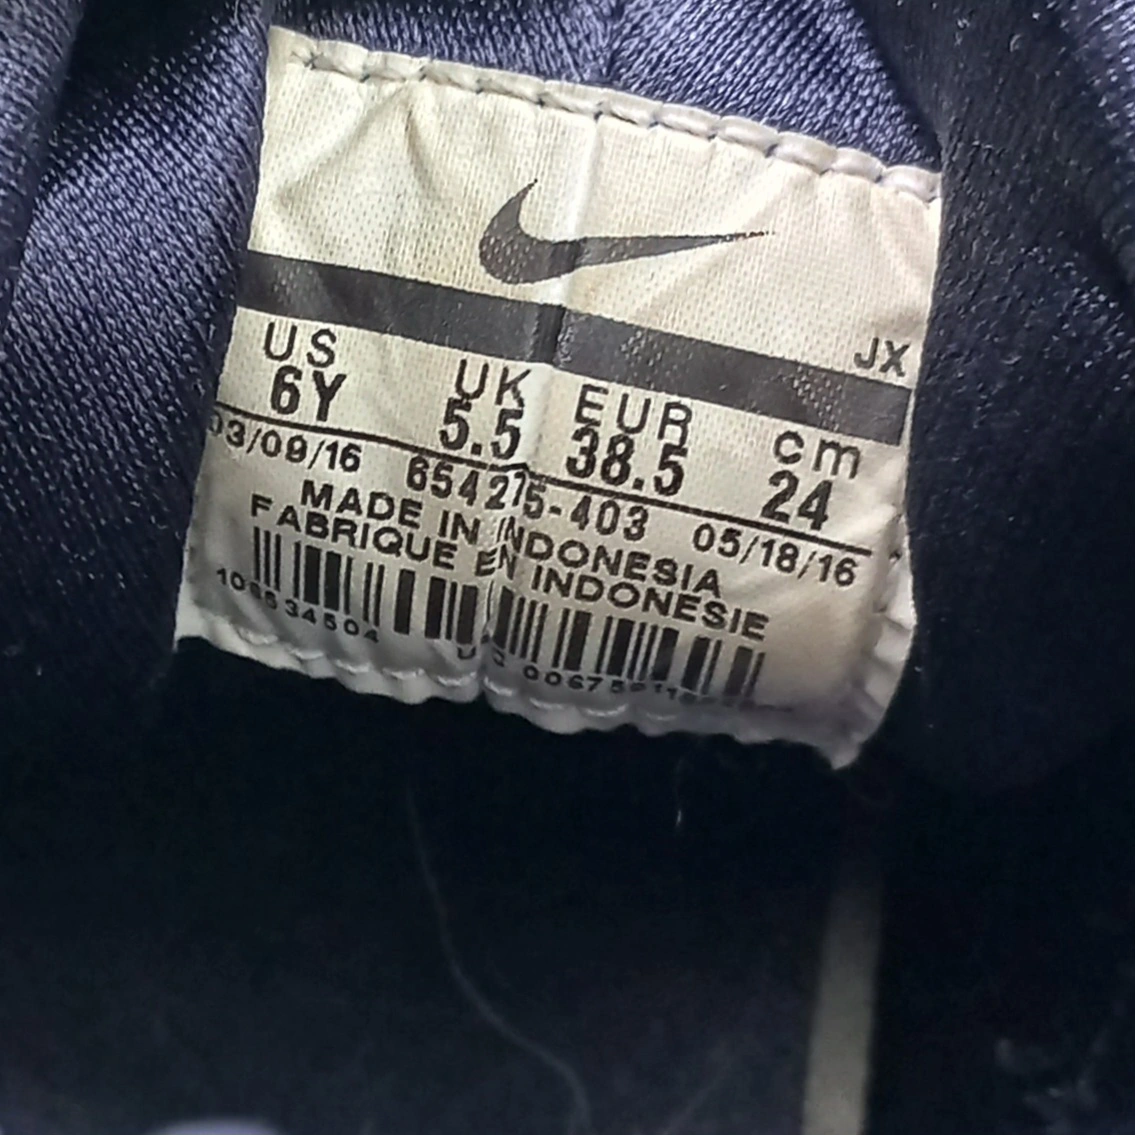 JX
US UK EUR cm
6Y 5.5 38.5 24
03/09/16 654275-403 05/18/16
MADE IN INDONESIA
FABRIQUE EN INDONESIE